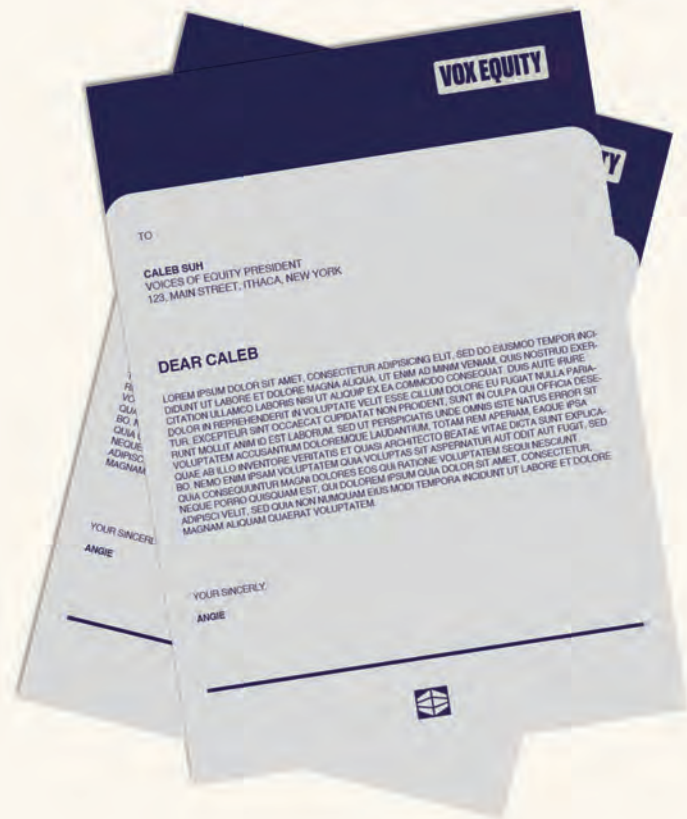 VOX EQUITY
TO
CALEB SUH
VOICES OF EQUITY PRESIDENT
123, MAIN STREET, ITHACA, NEW YORK
DEAR CALEB
LOREM IPSUM DOLOR SIT AMET, CONSECTETUR ADIPISICING ELIT, SED DO EIUSMOD TEMPOR INCI-
DIDUNT UT LABORE ET DOLORE MAGNA ALIQUA. UT ENIM AD MINIM VENIAM, QUIS NOSTRUD EXER-
CITATION ULLAMCO LABORIS NISI UT ALIQUIP EX EA COMMODO CONSEQUAT. DUIS AUTE IRURE
DOLOR IN REPREHENDERIT IN VOLUPTATE VELIT ESSE CILLUM DOLORE EU FUGIAT NULLA PARIA-
TUR. EXCEPTEUR SINT OCCAECAT CUPIDATAT NON PROIDENT, SUNT IN CULPA QUI OFFICIA DESE-
RUNT MOLLIT ANIM ID EST LABORUM. SED UT PERSPICIATIS UNDE OMNIS ISTE NATUS ERROR SIT
VOLUPTATEM ACCUSANTIUM DOLOREMQUE LAUDANTIUM, TOTAM REM APERIAM, EAQUE IPSA
QUAE AB ILLO INVENTORE VERITATIS ET QUASI ARCHITECTO BEATAE VITAE DICTA SUNT EXPLICA-
BO. NEMO ENIM IPSAM VOLUPTATEM QUIA VOLUPTAS SIT ASPERNATUR AUT ODIT AUT FUGIT, SED
QUIA CONSEQUUNTUR MAGNI DOLORES EOS QUI RATIONE VOLUPTATEM SEQUI NESCIUNT.
NEQUE PORRO QUISQUAM EST, QUI DOLOREM IPSUM QUIA DOLOR SIT AMET, CONSECTETUR,
ADIPISCI VELIT, SED QUIA NON NUMQUAM EIUS MODI TEMPORA INCIDUNT UT LABORE ET DOLORE
MAGNAM ALIQUAM QUAERAT VOLUPTATEM.
YOUR SINCERLY.
ANGIE
TY
QUIA
NEQUE
ADIPISC
MAGNAM
YOUR SINCERL
ANGIE